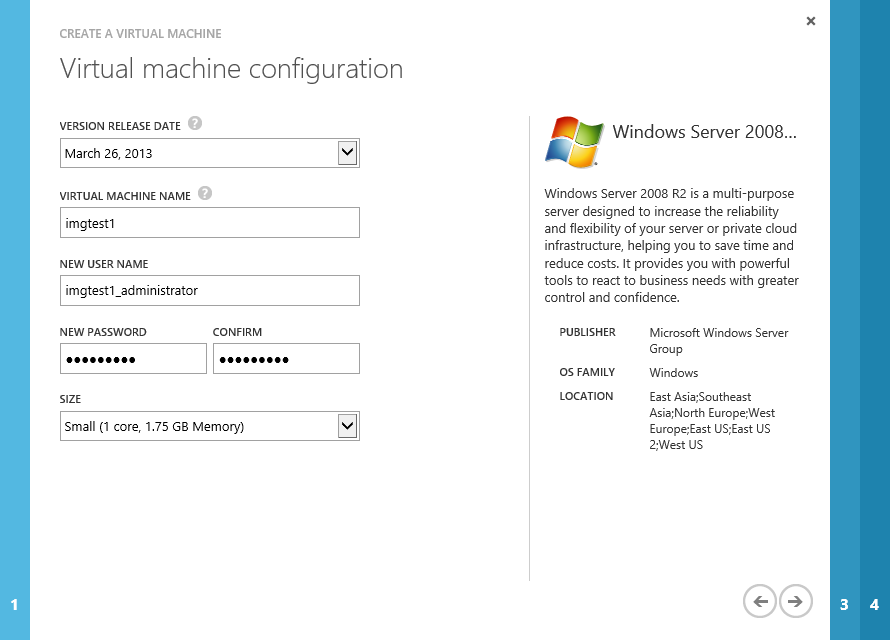 CREATE A VIRTUAL MACHINE
Virtual machine configuration
VERSION RELEASE DATE ?
March 26, 2013
VIRTUAL MACHINE NAME ?
imgtest1
NEW USER NAME
imgtest1_administrator
NEW PASSWORD CONFIRM
●●●●●●●●● ●●●●●●●●●
SIZE
Small (1 core, 1.75 GB Memory)
Windows Server 2008...
Windows Server 2008 R2 is a multi-purpose
server designed to increase the reliability
and flexibility of your server or private cloud
infrastructure, helping you to save time and
reduce costs. It provides you with powerful
tools to react to business needs with greater
control and confidence.
PUBLISHER Microsoft Windows Server
Group
OS FAMILY Windows
LOCATION East Asia;Southeast
Asia;North Europe;West
Europe;East US;East US
2;West US
1
3
4